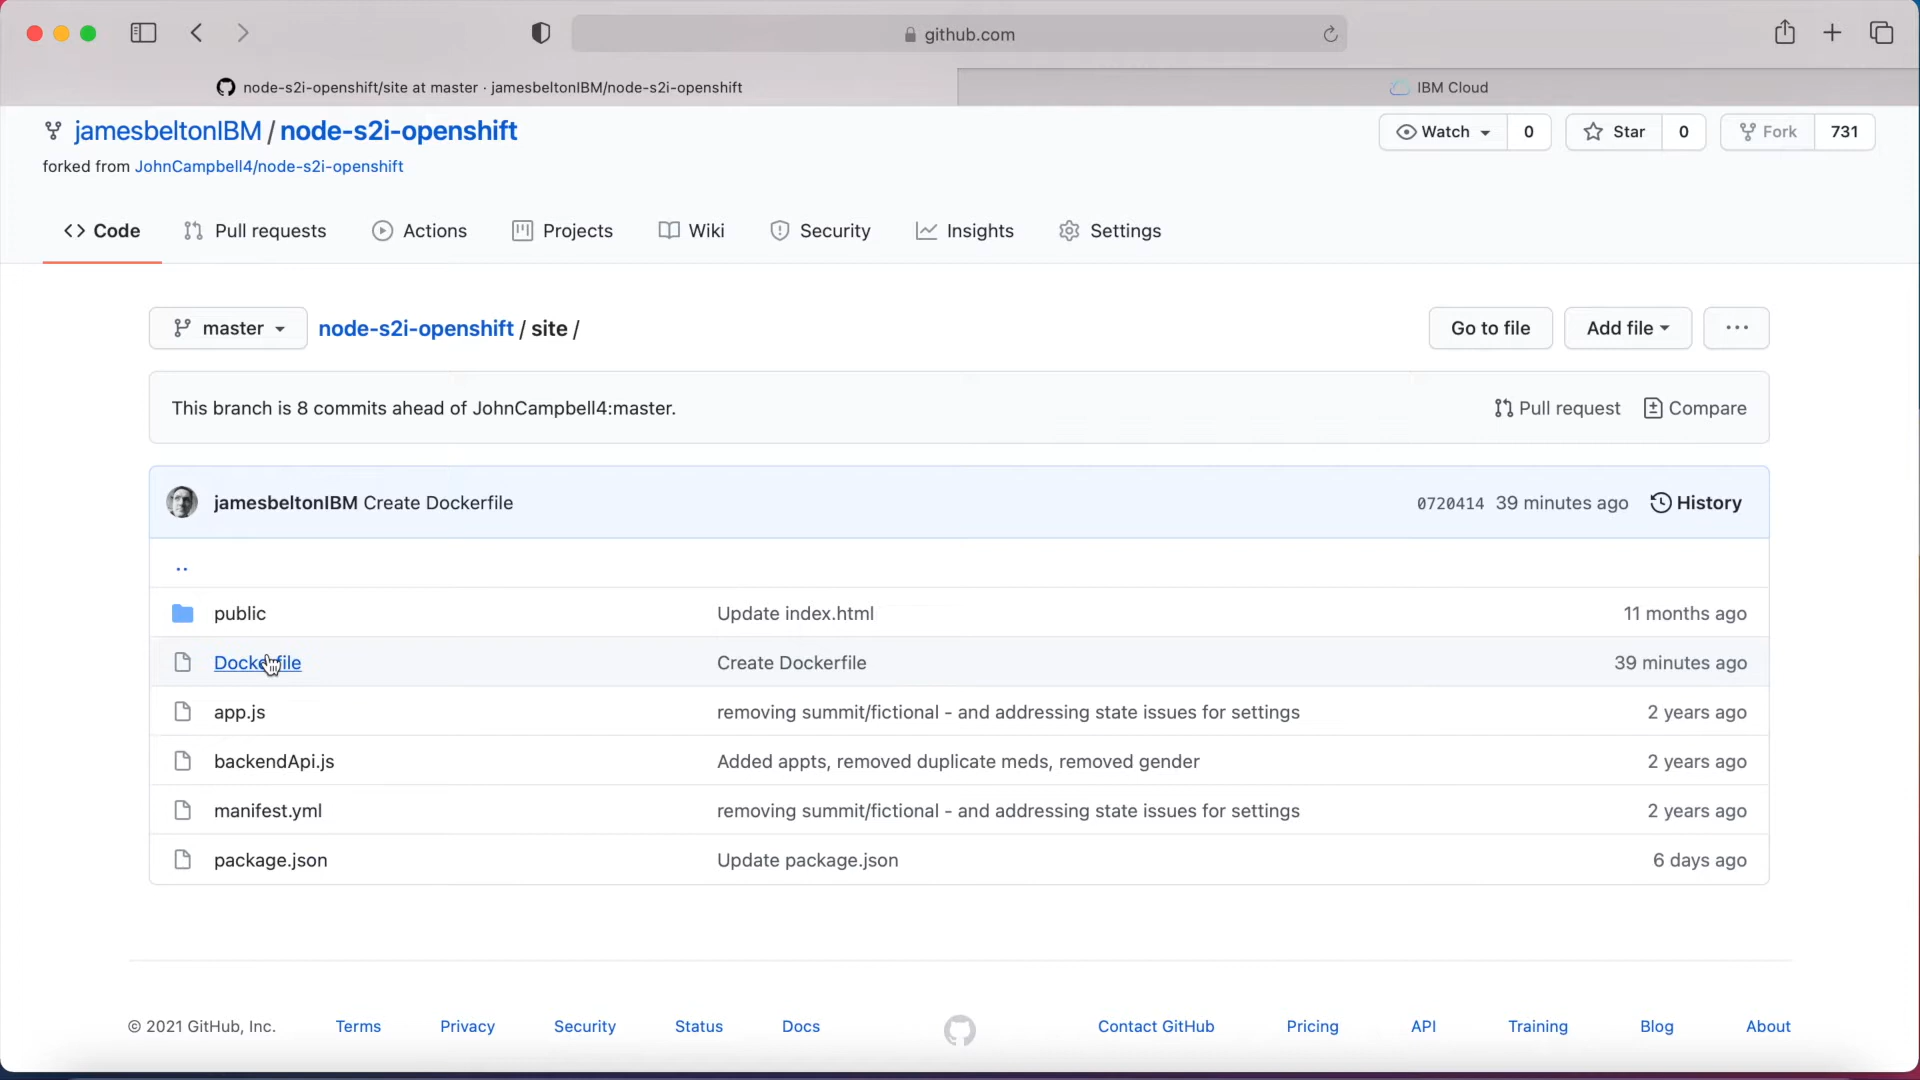 github.com
node-s2i-openshift/site at master · jamesbeltonIBM/node-s2i-openshift
IBM Cloud
jamesbeltonIBM / node-s2i-openshift
Watch 0
Star 0
Fork 731
forked from JohnCampbell4/node-s2i-openshift
Code
Pull requests
Actions
Projects
Wiki
Security
Insights
Settings
master
node-s2i-openshift / site /
Go to file
Add file
...
This branch is 8 commits ahead of JohnCampbell4:master.
Pull request
Compare
jamesbeltonIBM Create Dockerfile
0720414 39 minutes ago
History
..
public Update index.html 11 months ago
Dockerfile Create Dockerfile 39 minutes ago
app.js removing summit/fictional - and addressing state issues for settings 2 years ago
backendApi.js Added appts, removed duplicate meds, removed gender 2 years ago
manifest.yml removing summit/fictional - and addressing state issues for settings 2 years ago
package.json Update package.json 6 days ago
© 2021 GitHub, Inc.
Terms
Privacy
Security
Status
Docs
Contact GitHub
Pricing
API
Training
Blog
About